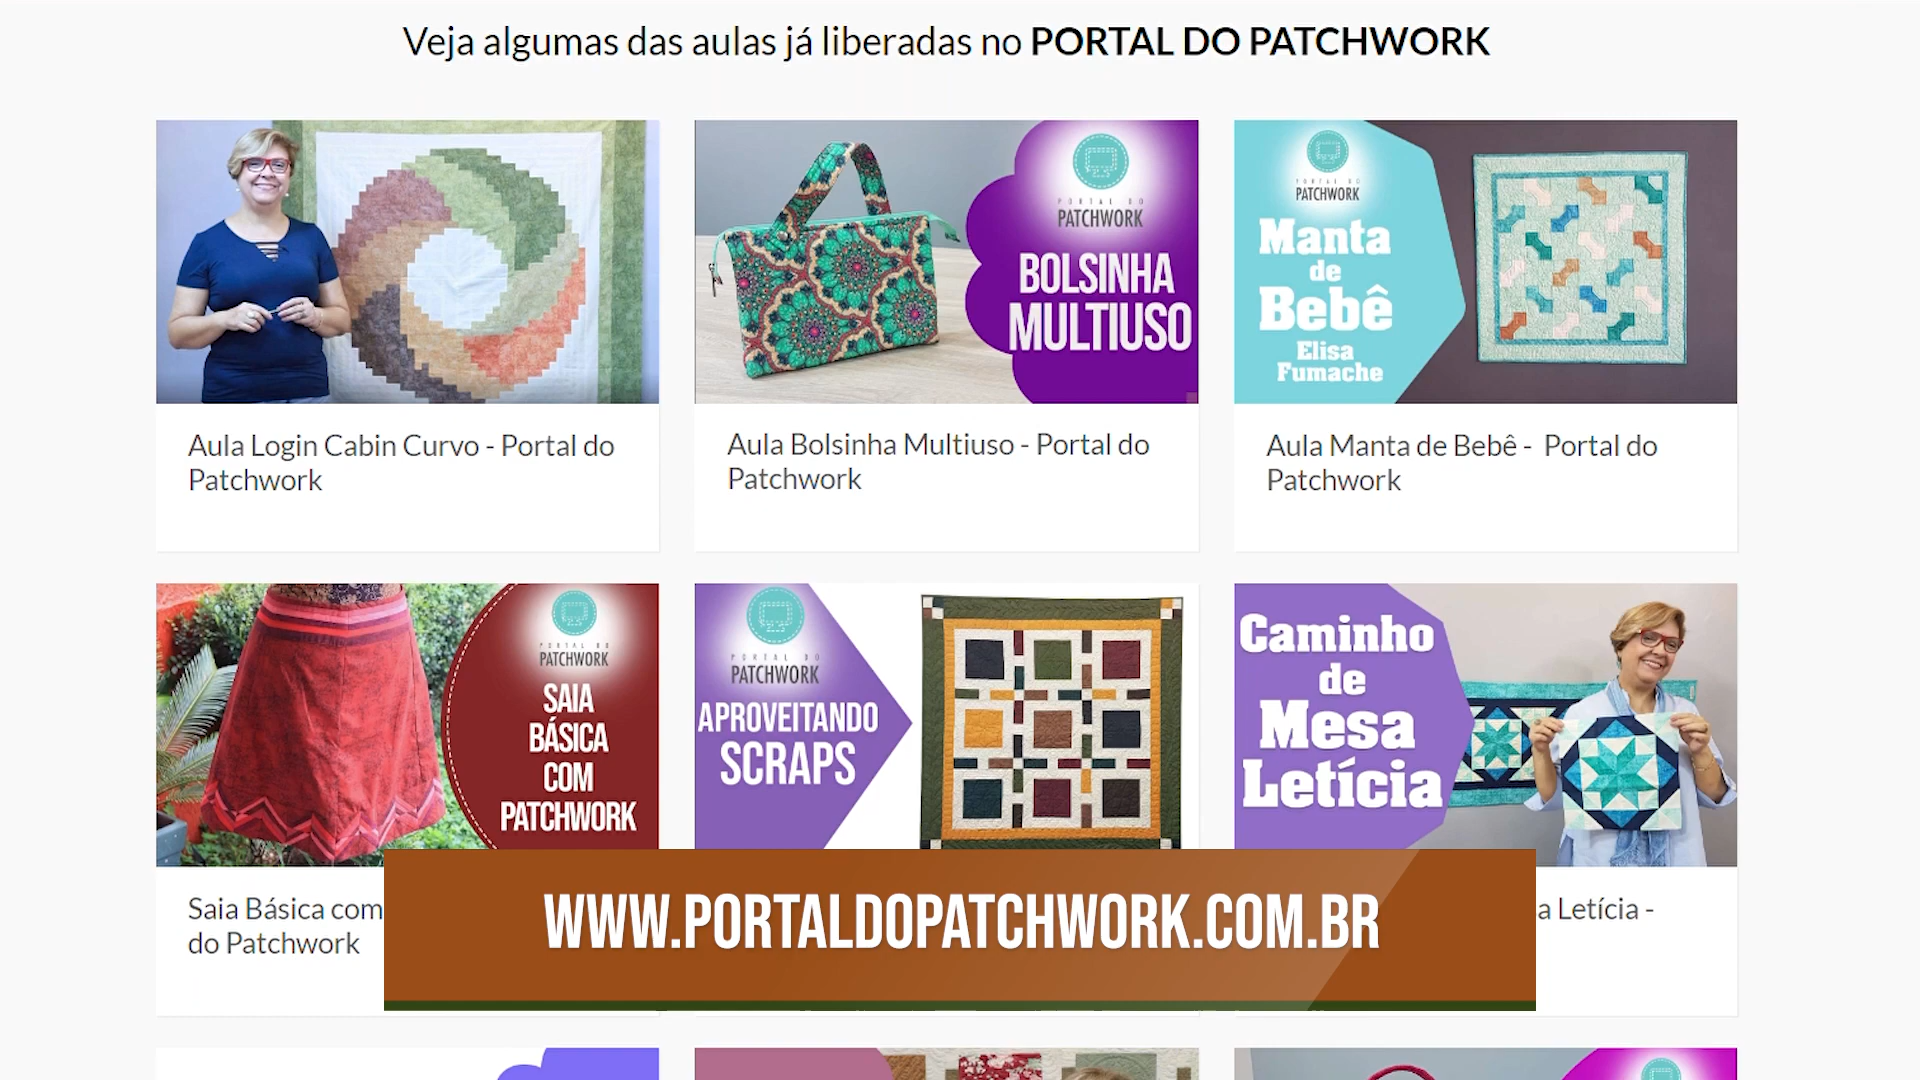 Veja algumas das aulas já liberadas no PORTAL DO PATCHWORK
PORTAL DO
PATCHWORK
BOLSINHA
MULTIUSO
PORTAL DO
PATCHWORK
Manta
de
Bebê
Elisa
Fumache
Aula Login Cabin Curvo - Portal do
Patchwork
Aula Bolsinha Multiuso - Portal do
Patchwork
Aula Manta de Bebê - Portal do
Patchwork
PORTAL DO
PATCHWORK
SAIA
BÁSICA
COM
PATCHWORK
PORTAL DO
PATCHWORK
APROVEITANDO
SCRAPS
Caminho
de
Mesa
Letícia
Saia Básica com
do Patchwork
a Letícia -
WWW.PORTALDOPATCHWORK.COM.BR